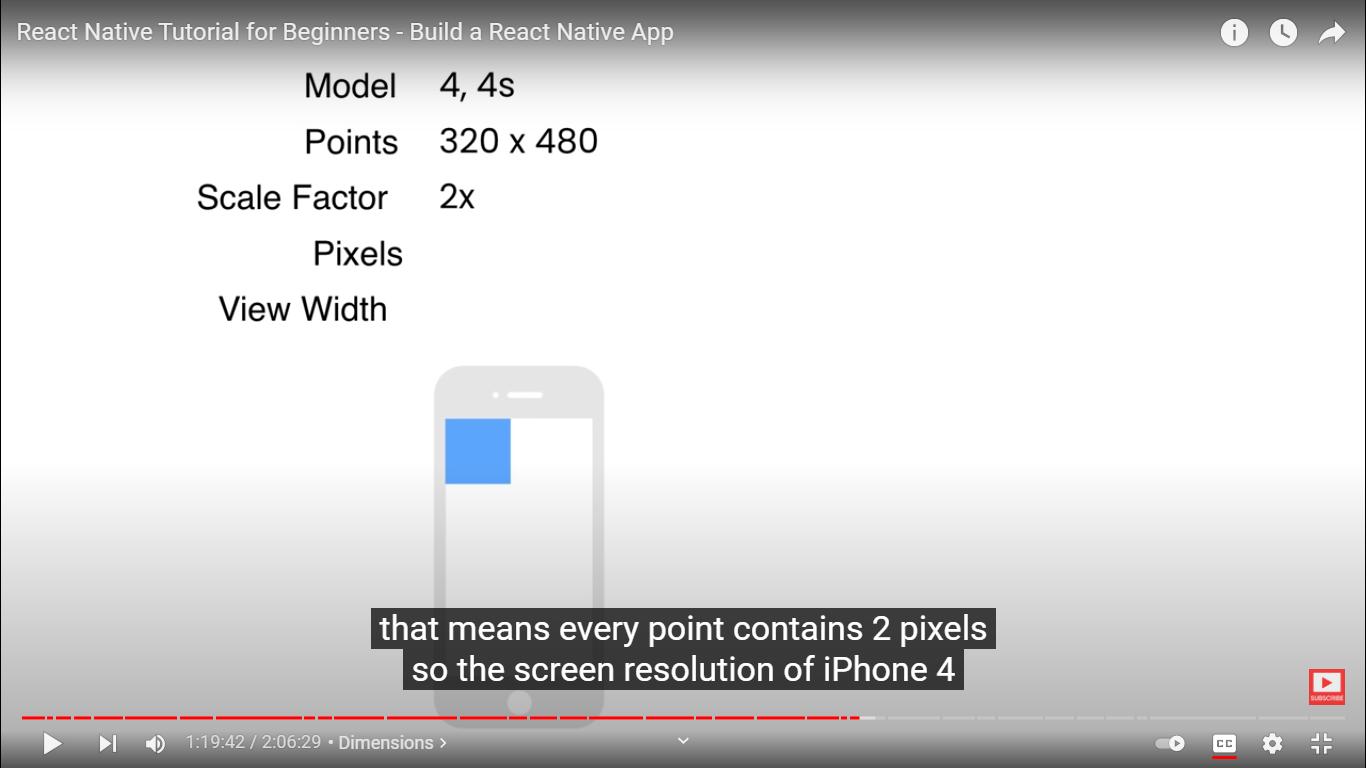 React Native Tutorial for Beginners - Build a React Native App
Model 4, 4s
Points 320 x 480
Scale Factor 2x
Pixels
View Width
that means every point contains 2 pixels
so the screen resolution of iPhone 4
SUBSCRIBE
1:19:42 / 2:06:29 • Dimensions
CC